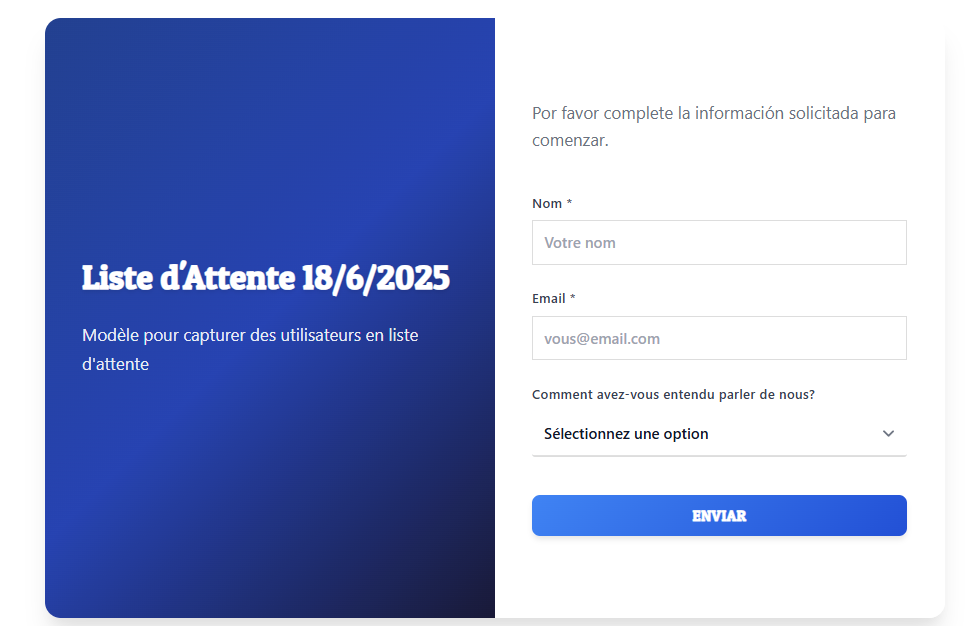 Liste d'Attente 18/6/2025
Modèle pour capturer des utilisateurs en liste
d'attente
Por favor complete la información solicitada para
comenzar.
Nom *
Votre nom
Email *
vous@email.com
Comment avez-vous entendu parler de nous?
Sélectionnez une option
ENVIAR